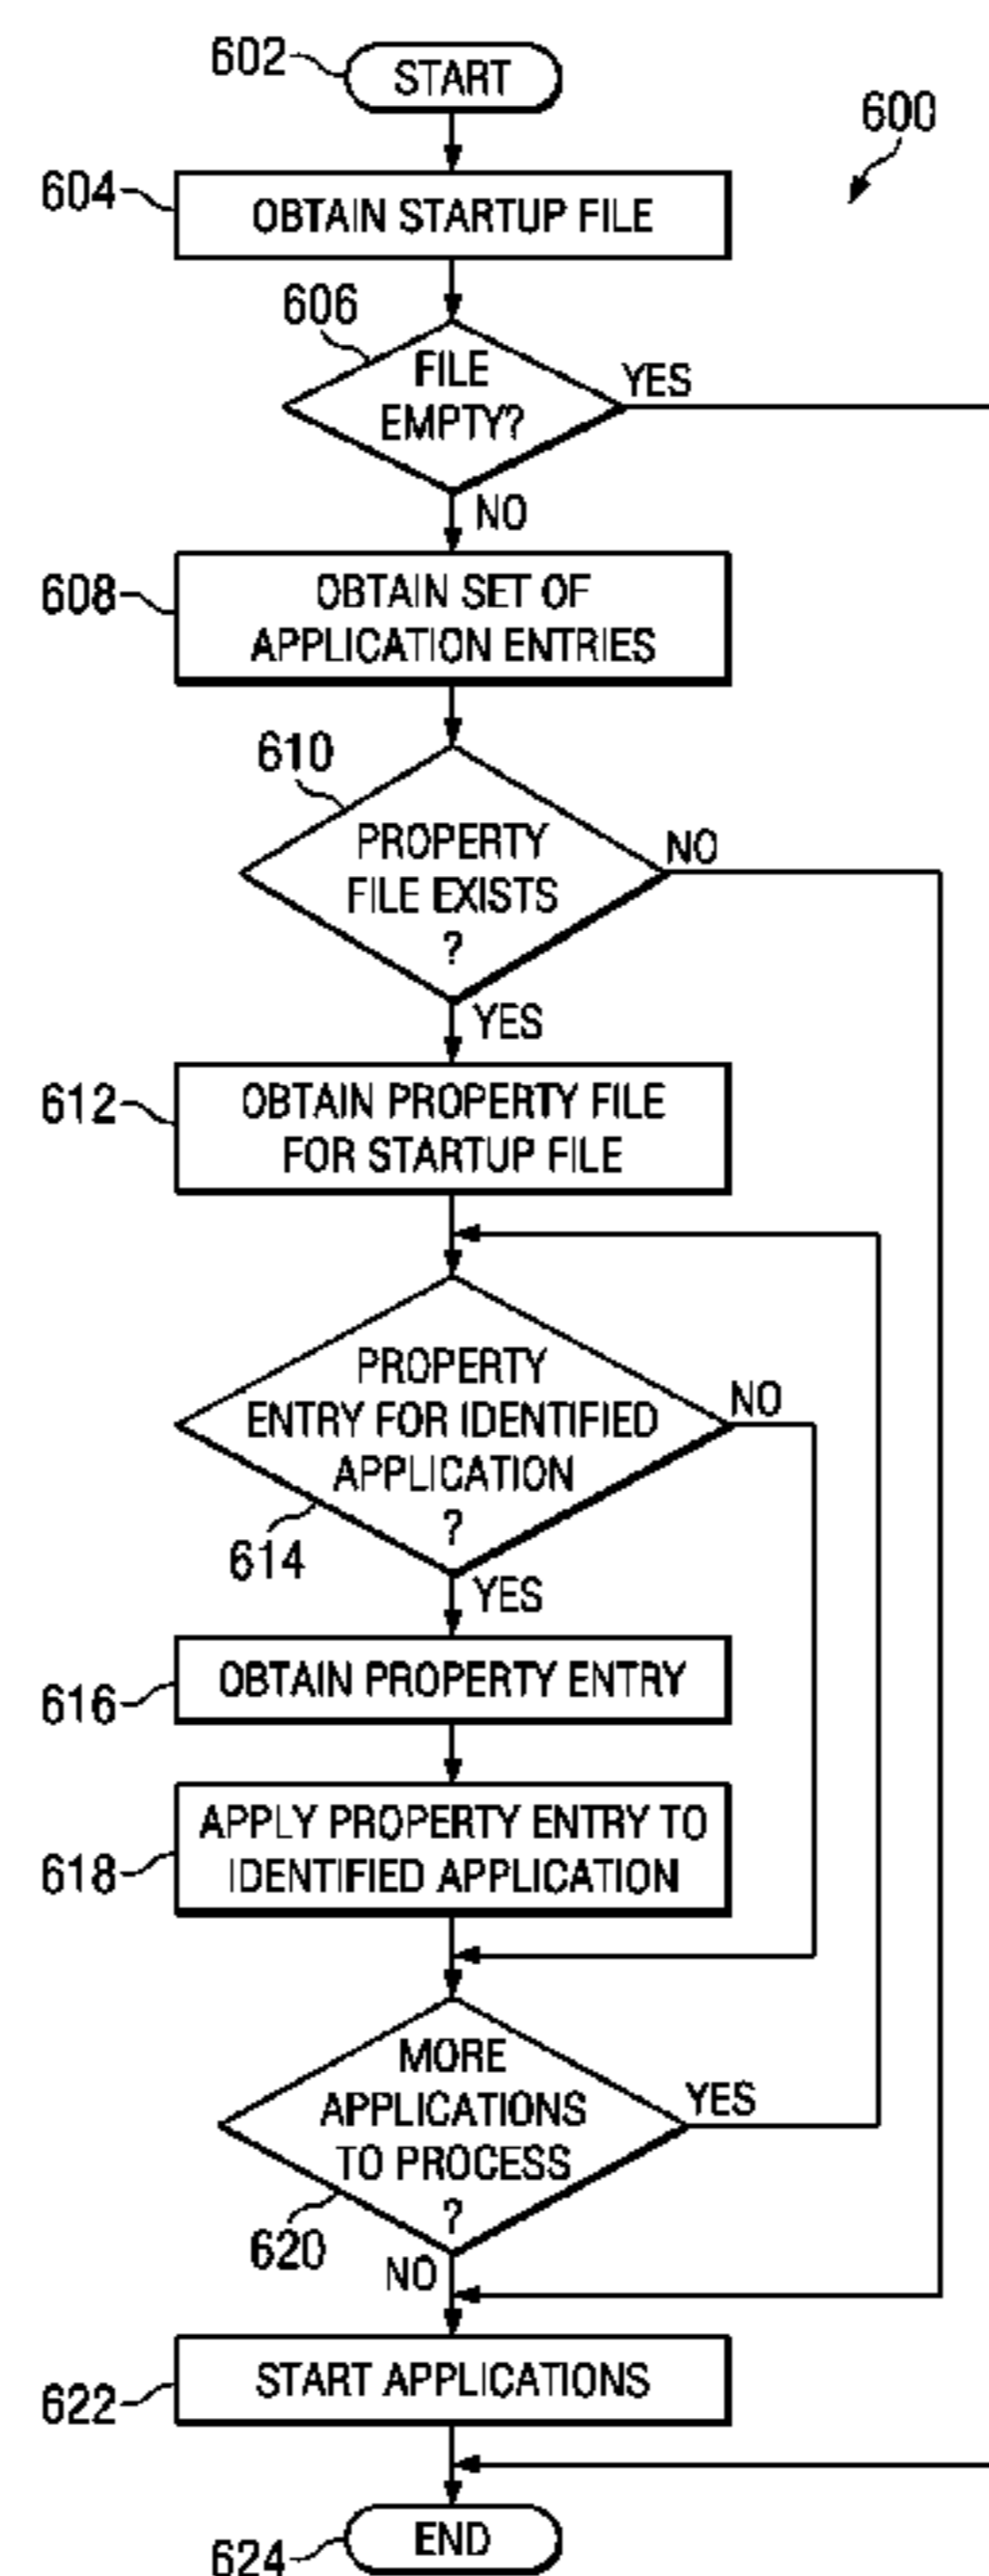 602
START
600
604
OBTAIN STARTUP FILE
606
FILE
EMPTY?
YES
NO
608
OBTAIN SET OF
APPLICATION ENTRIES
610
PROPERTY
FILE EXISTS
?
NO
YES
612
OBTAIN PROPERTY FILE
FOR STARTUP FILE
PROPERTY
ENTRY FOR IDENTIFIED
APPLICATION
?
NO
614
YES
616
OBTAIN PROPERTY ENTRY
618
APPLY PROPERTY ENTRY TO
IDENTIFIED APPLICATION
MORE
APPLICATIONS
TO PROCESS
?
YES
620
NO
622
START APPLICATIONS
624
END